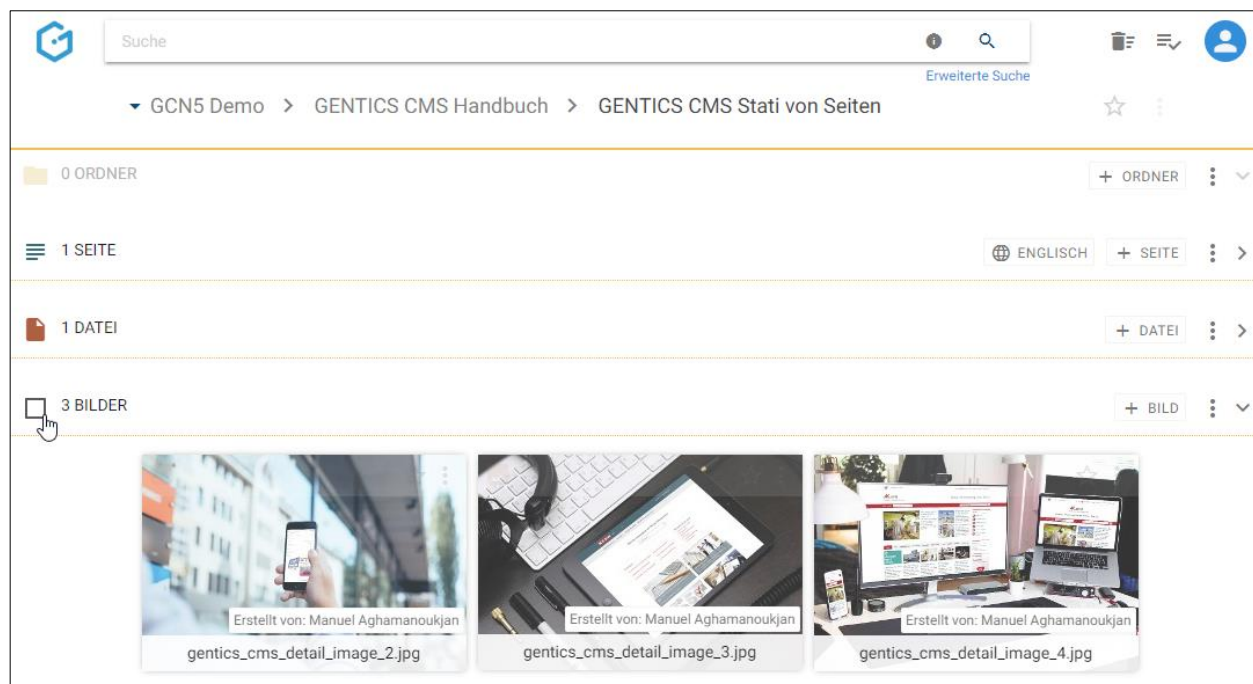 Suche
Erweiterte Suche
GCN5 Demo > GENTICS CMS Handbuch > GENTICS CMS Stati von Seiten
0 ORDNER + ORDNER
1 SEITE ENGLISCH + SEITE
1 DATEI + DATEI
3 BILDER + BILD
Erstellt von: Manuel Aghamanoukjan Erstellt von: Manuel Aghamanoukjan Erstellt von: Manuel Aghamanoukjan
gentics_cms_detail_image_2.jpg gentics_cms_detail_image_3.jpg gentics_cms_detail_image_4.jpg